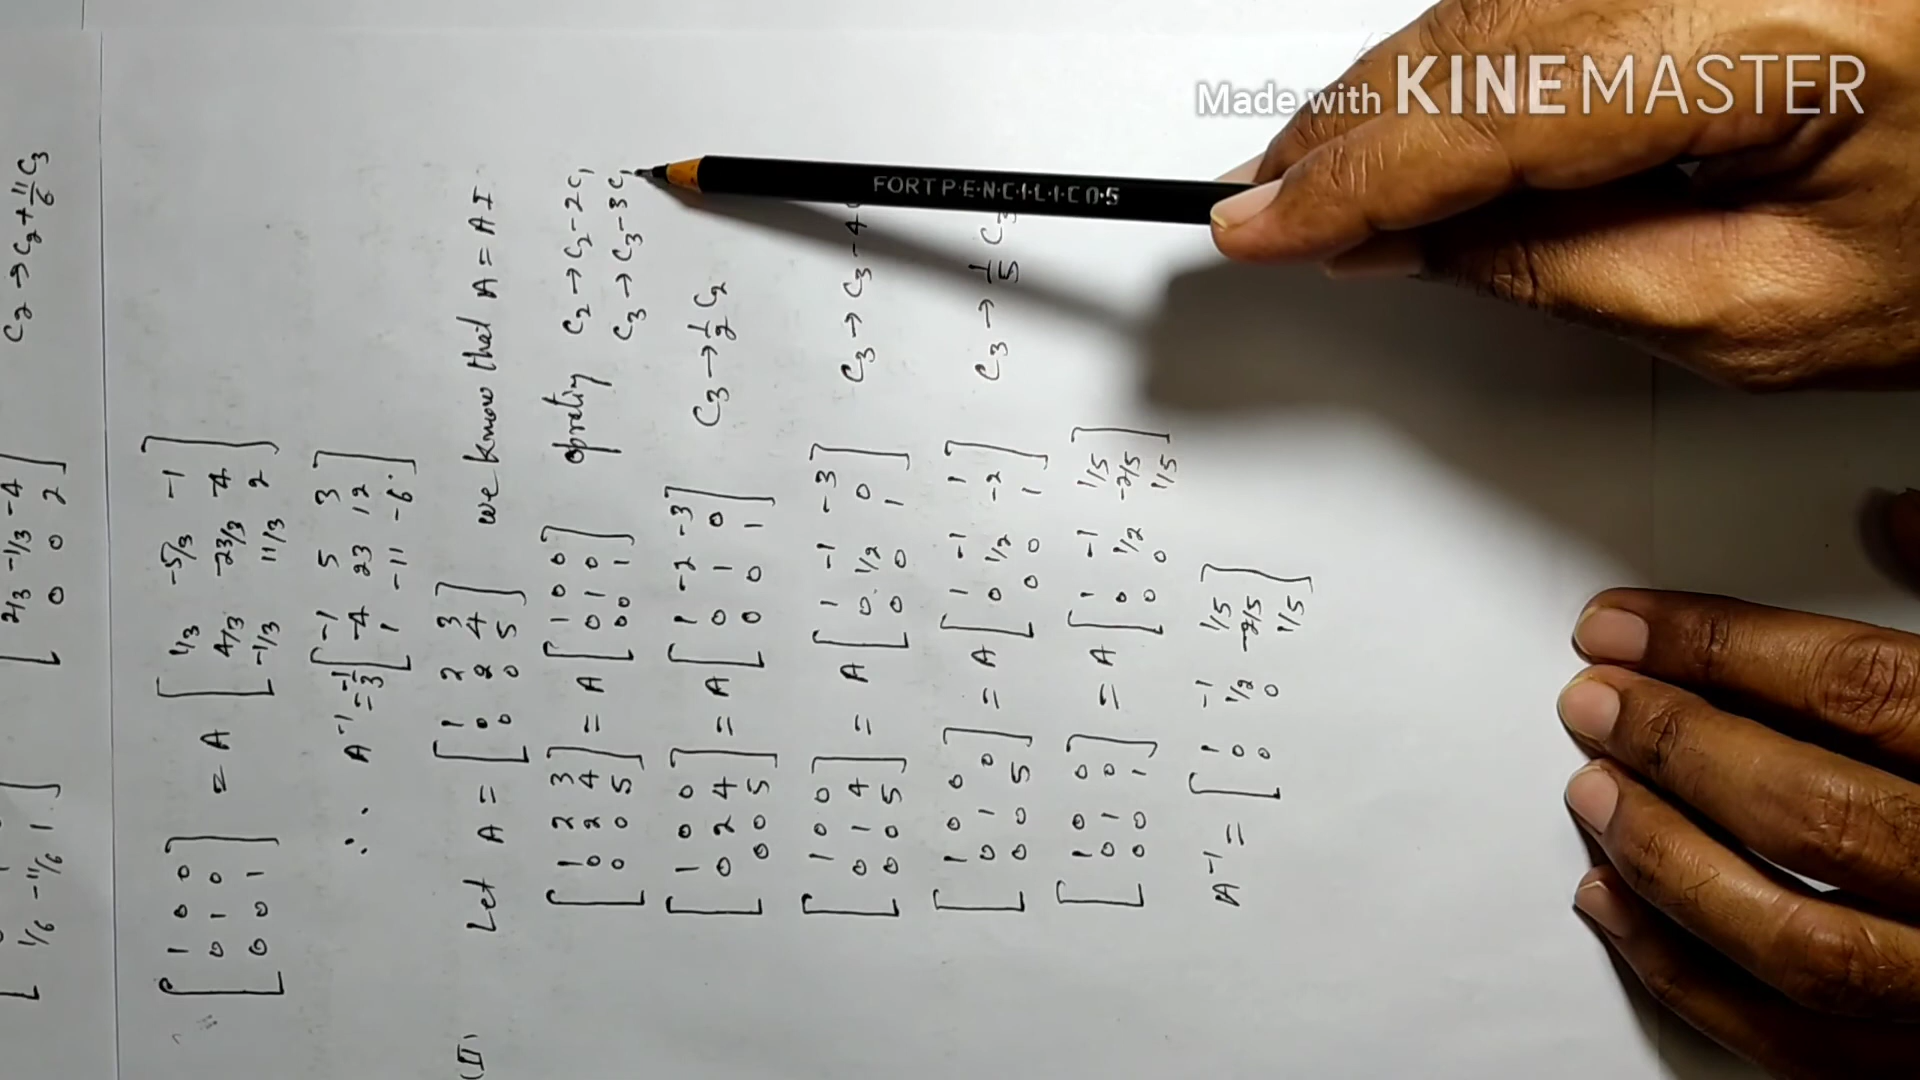 Made with KINEMASTER
FORT P·E·N·C·I·L·I·C 0·5
[ 2/3 -1/3 -4 ] C₂ → C₂ + 11/6 C₃
[ 1/6 -11/6 1 ] [ 0 0 2 ]
[ 1 0 0 ] [ 1/3 -5/3 -1 ]
[ 0 1 0 ] = A [ 4/3 -23/3 -4 ]
[ 0 0 1 ] [ -1/3 11/3 2 ]
∴ A⁻¹ = -1/3 [ -1 5 3 ]
[ -4 23 12 ]
[ 1 -11 -6 ]
(II) Let A = [ 1 2 3 ] we know that A = A I
[ 0 2 4 ]
[ 0 0 5 ]
[ 1 2 3 ] [ 1 0 0 ] C₂ → C₂ - 2C₁
[ 0 2 4 ] = A [ 0 1 0 ] C₃ → C₃ - 3C₁
[ 0 0 5 ] [ 0 0 1 ]
[ 1 0 0 ] [ 1 -2 -3 ]
[ 0 2 4 ] = A [ 0 1 0 ] C₃ → 1/2 C₂
[ 0 0 5 ] [ 0 0 1 ]
[ 1 0 0 ] [ 1 -1 -3 ]
[ 0 1 4 ] = A [ 0 1/2 0 ] C₃ → C₃ - 4
[ 0 0 5 ] [ 0 0 1 ]
[ 1 0 0 ] [ 1 -1 1 ]
[ 0 1 0 ] = A [ 0 1/2 -2 ] C₃ → 1/5 C₃
[ 0 0 5 ] [ 0 0 1 ]
[ 1 0 0 ] [ 1 -1 1/5 ]
[ 0 1 0 ] = A [ 0 1/2 -2/5 ]
[ 0 0 1 ] [ 0 0 1/5 ]
A⁻¹ = [ 1 -1 1/5 ]
[ 0 1/2 -2/5 ]
[ 0 0 1/5 ]